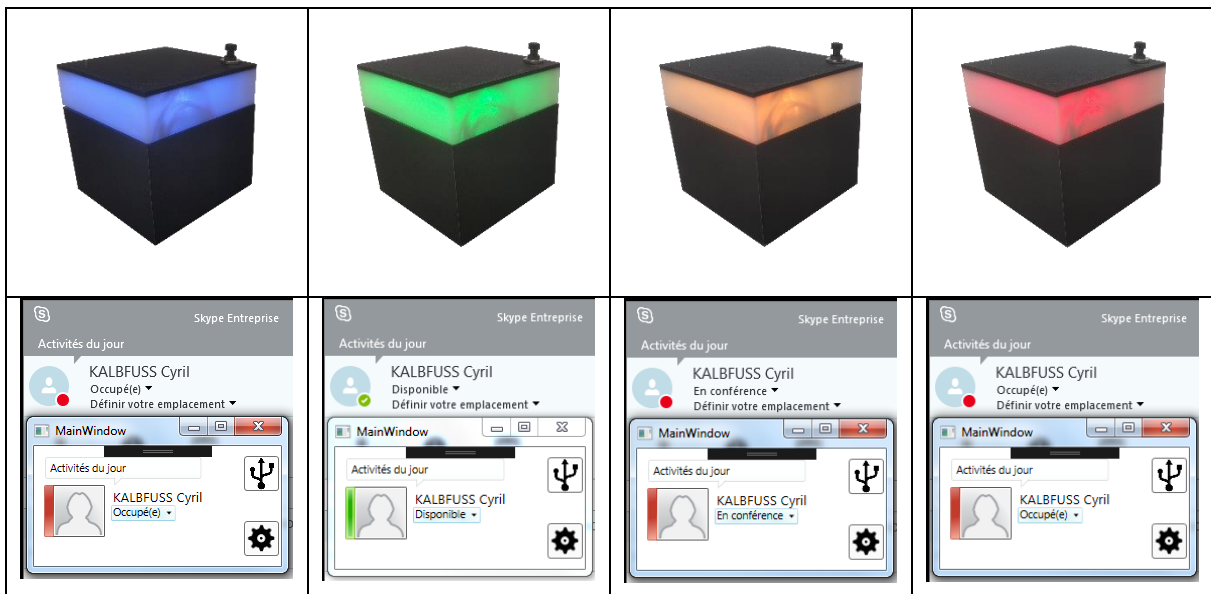 Skype Entreprise
Activités du jour
KALBFUSS Cyril
Occupé(e)
Définir votre emplacement
MainWindow
Activités du jour
KALBFUSS Cyril
Occupé(e)
Skype Entreprise
Activités du jour
KALBFUSS Cyril
Disponible
Définir votre emplacement
MainWindow
Activités du jour
KALBFUSS Cyril
Disponible
Skype Entreprise
Activités du jour
KALBFUSS Cyril
En conférence
Définir votre emplacement
MainWindow
Activités du jour
KALBFUSS Cyril
En conférence
Skype Entreprise
Activités du jour
KALBFUSS Cyril
Occupé(e)
Définir votre emplacement
MainWindow
Activités du jour
KALBFUSS Cyril
Occupé(e)